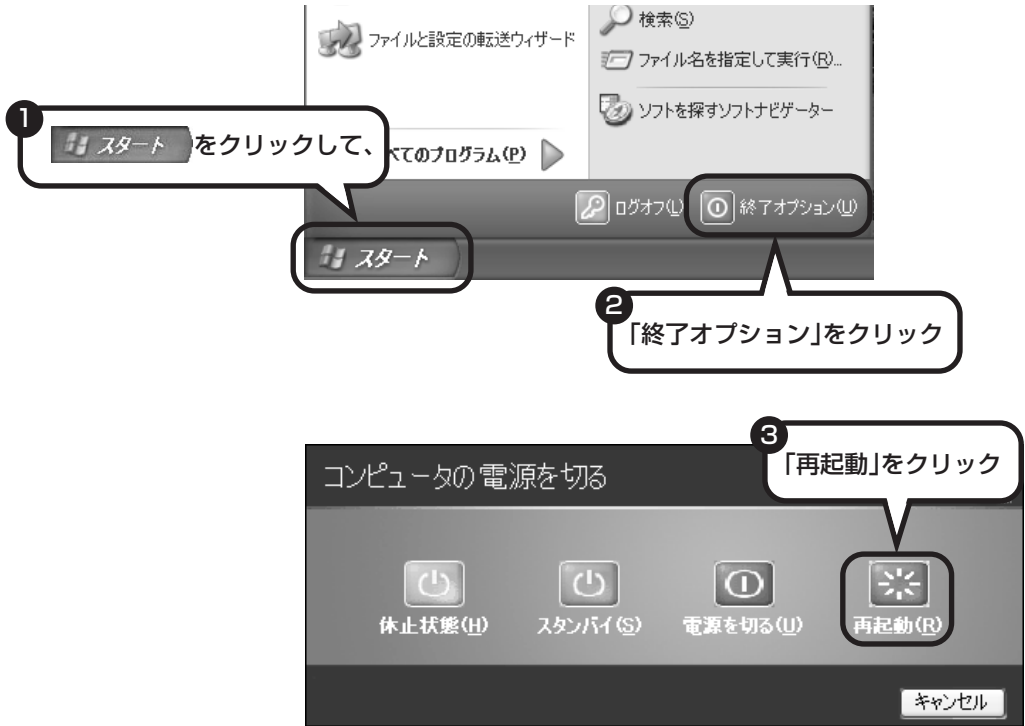 ファイルと設定の転送ウィザード
検索(S)
ファイル名を指定して実行(R)...
ソフトを探すソフトナビゲーター
1
スタート をクリックして、
べてのプログラム(P)
ログオフ(L)
終了オプション(U)
スタート
2
「終了オプション」をクリック
3
「再起動」をクリック
コンピュータの電源を切る
休止状態(H)
スタンバイ(S)
電源を切る(U)
再起動(R)
キャンセル